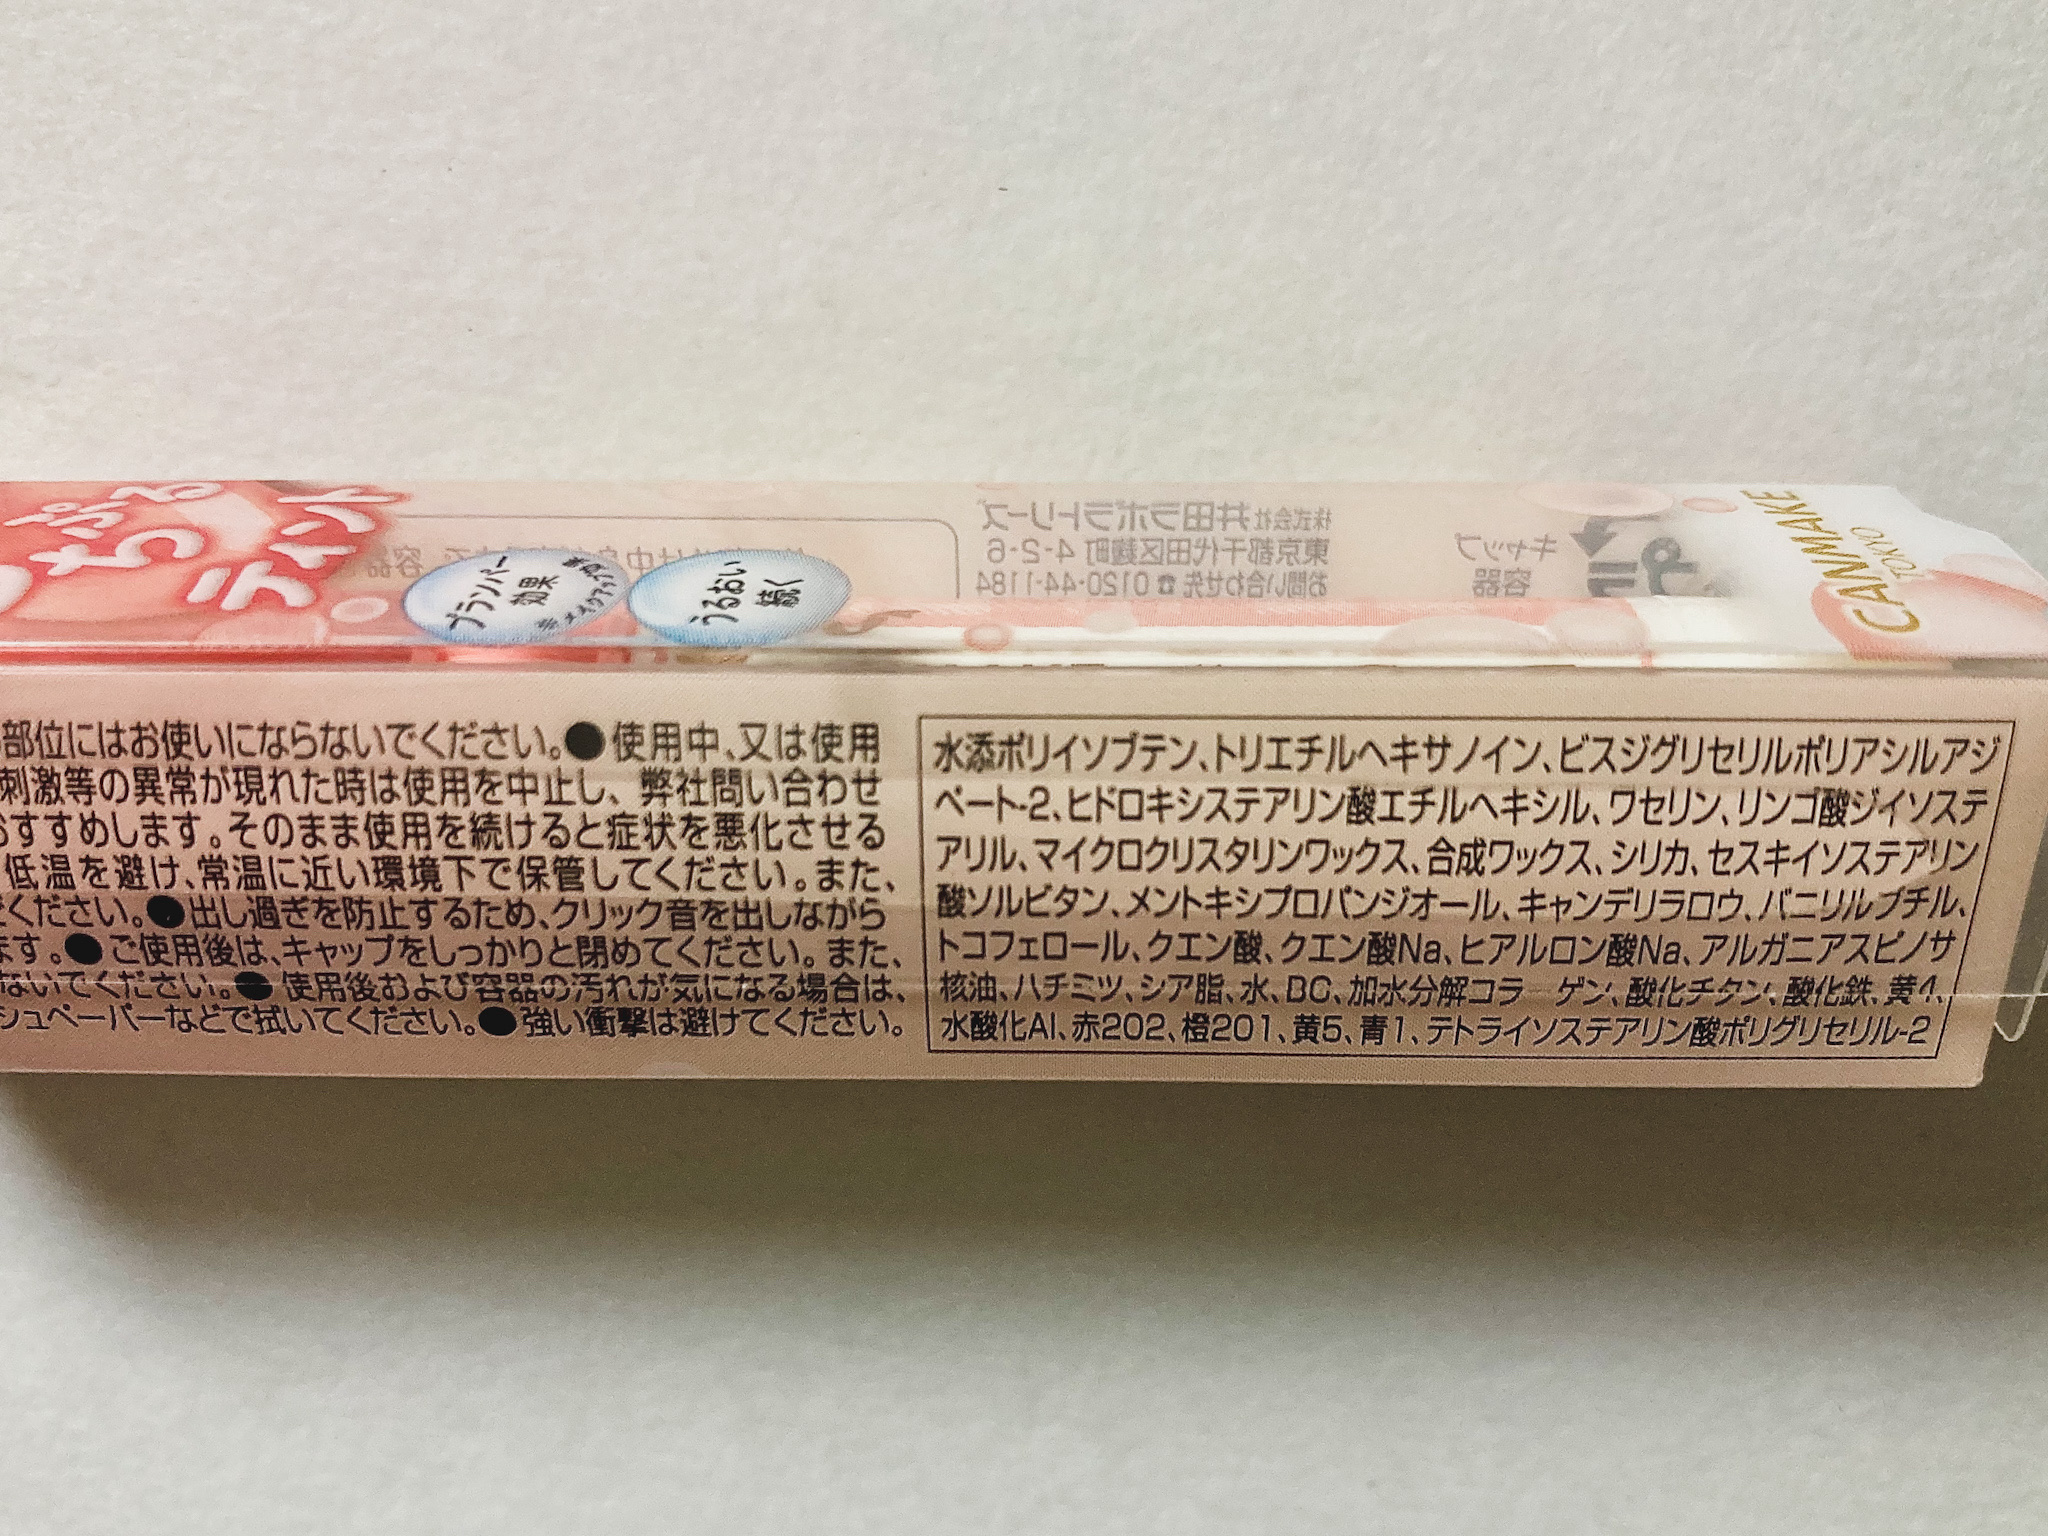 ぷる
ちゅ
ティント
プランパー
効果
うるおい
続く
CANMAKE
TOKYO
株式会社井田ラボラトリーズ
東京都千代田区麹町4-2-6
お問い合わせ先☎0120-44-1184
キャップ
容器
プラ
部位にはお使いにならないでください。●使用中、又は使用
刺激等の異常が現れた時は使用を中止し、弊社問い合わせ
おすすめします。そのまま使用を続けると症状を悪化させる
低温を避け、常温に近い環境下で保管してください。また、
ください。●出し過ぎを防止するため、クリック音を出しながら
ます。●ご使用後は、キャップをしっかりと閉めてください。また、
ないでください。●使用後および容器の汚れが気になる場合は、
シュペーパーなどで拭いてください。●強い衝撃は避けてください。
水添ポリイソブテン、トリエチルヘキサノイン、ビスジグリセリルポリアシルアジ
ペート-2、ヒドロキシステアリン酸エチルヘキシル、ワセリン、リンゴ酸ジイソステ
アリル、マイクロクリスタリンワックス、合成ワックス、シリカ、セスキイソステアリン
酸ソルビタン、メントキシプロパンジオール、キャンデリラロウ、バニリルブチル、
トコフェロール、クエン酸、クエン酸Na、ヒアルロン酸Na、アルガニアスピノサ
核油、ハチミツ、シア脂、水、BG、加水分解コラーゲン、酸化チタン、酸化鉄、黄4、
水酸化Al、赤202、橙201、黄5、青1、テトライソステアリン酸ポリグリセリル-2